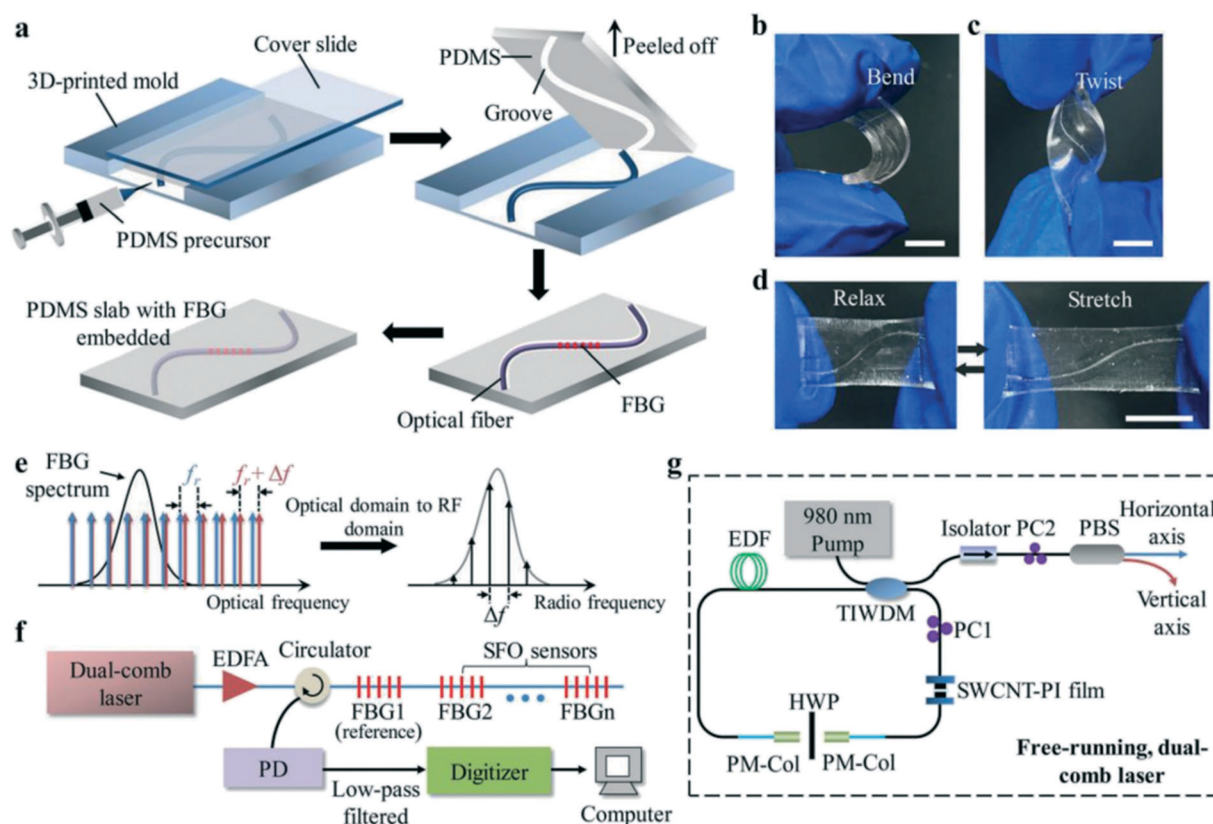 a
Cover slide
3D-printed mold
PDMS precursor
PDMS
Groove
Peeled off
PDMS slab with FBG
embedded
Optical fiber
FBG
b
Bend
c
Twist
d
Relax
Stretch
e
FBG
spectrum
fr
fr + Δf
Optical domain to RF
domain
Optical frequency
Δf
Radio frequency
f
Dual-comb
laser
EDFA
Circulator
SFO sensors
FBG1
(reference)
FBG2
FBGn
PD
Low-pass
filtered
Digitizer
Computer
g
980 nm
Pump
EDF
TIWDM
Isolator
PC2
PBS
Horizontal
axis
Vertical
axis
PC1
SWCNT-PI film
HWP
PM-Col
PM-Col
Free-running, dual-
comb laser